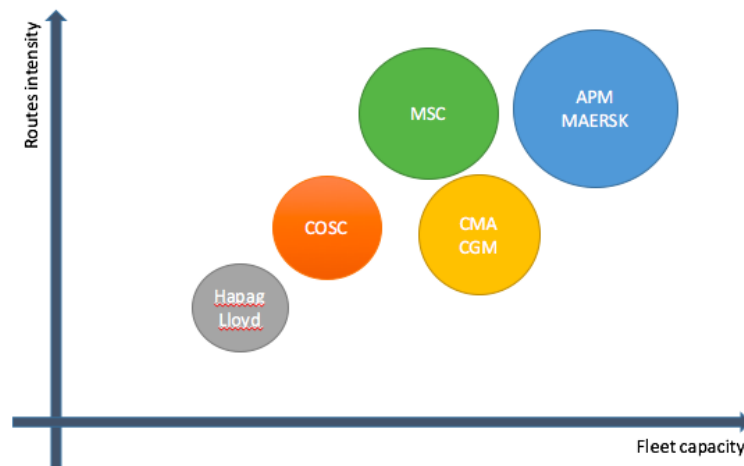 Routes intensity
MSC
APM
MAERSK
COSC
CMA
CGM
Hapag
Lloyd
Fleet capacity